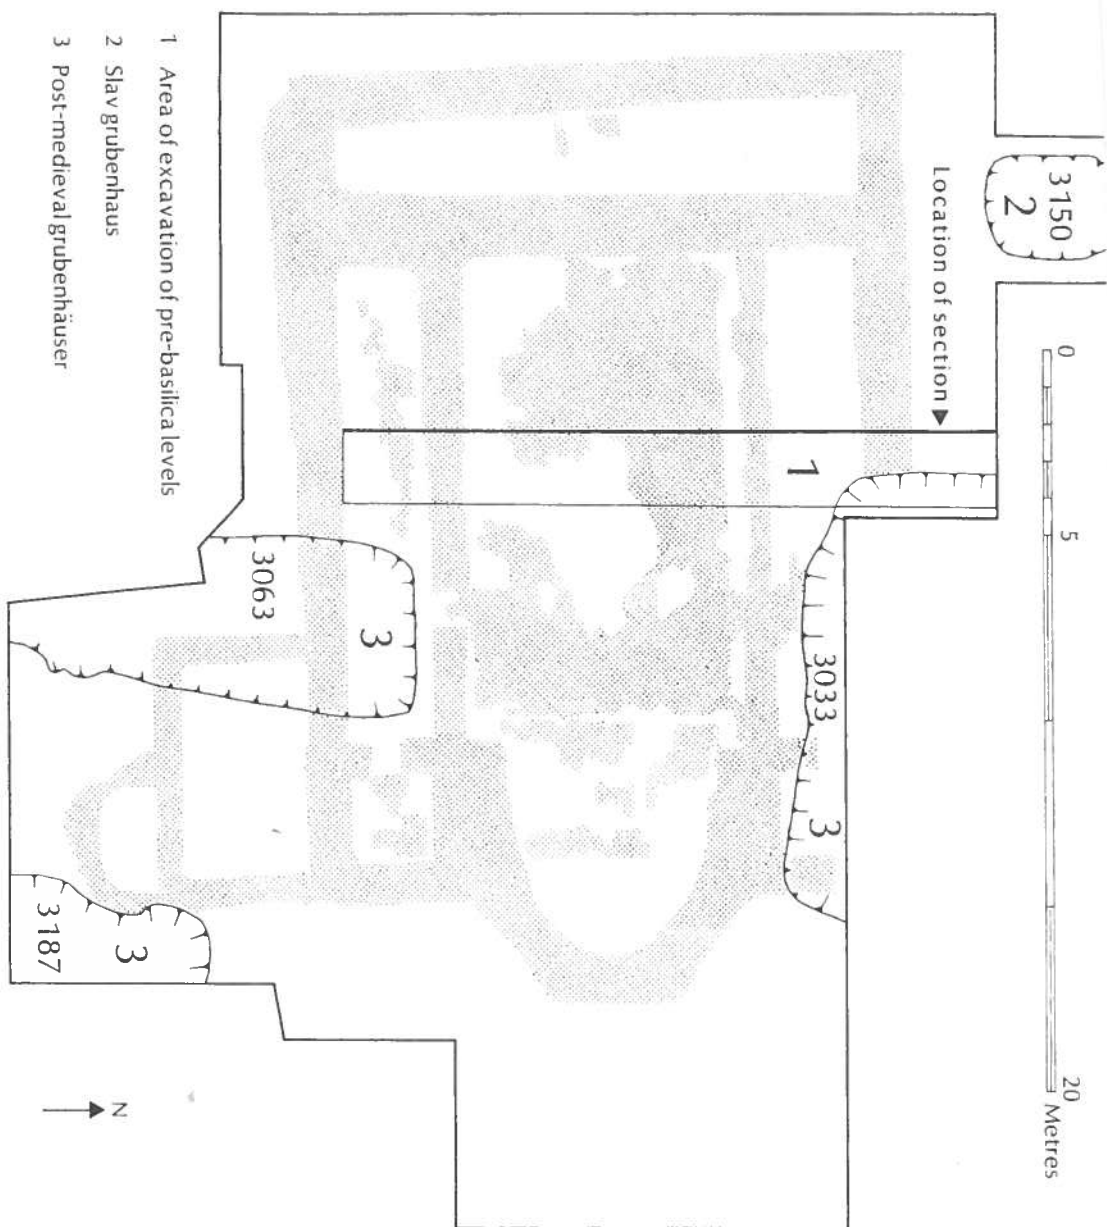 3150
2
0
5
20
Metres
Location of section
1
3033
3
3063
3
3187
3
N
1 Area of excavation of pre-basilica levels
2 Slav grubenhaus
3 Post-medieval grubenhäuser